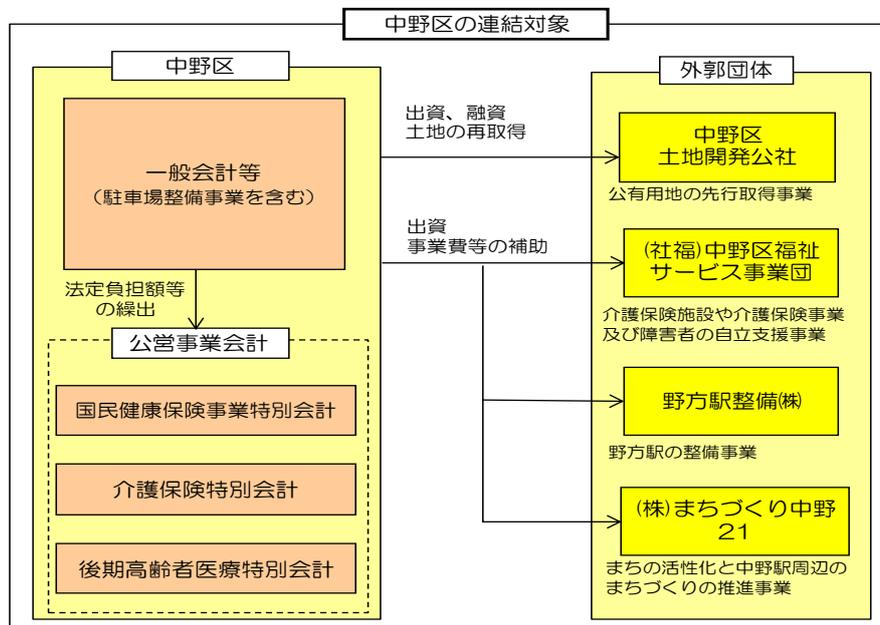 中野区の連結対象
中野区
一般会計等
（駐車場整備事業を含む）
法定負担額等
の繰出
公営事業会計
国民健康保険事業特別会計
介護保険特別会計
後期高齢者医療特別会計
出資、融資
土地の再取得
出資
事業費等の補助
外郭団体
中野区
土地開発公社
公有用地の先行取得事業
(社福)中野区福祉
サービス事業団
介護保険施設や介護保険事業
及び障害者の自立支援事業
野方駅整備㈱
野方駅の整備事業
(株)まちづくり中野
21
まちの活性化と中野駅周辺の
まちづくりの推進事業